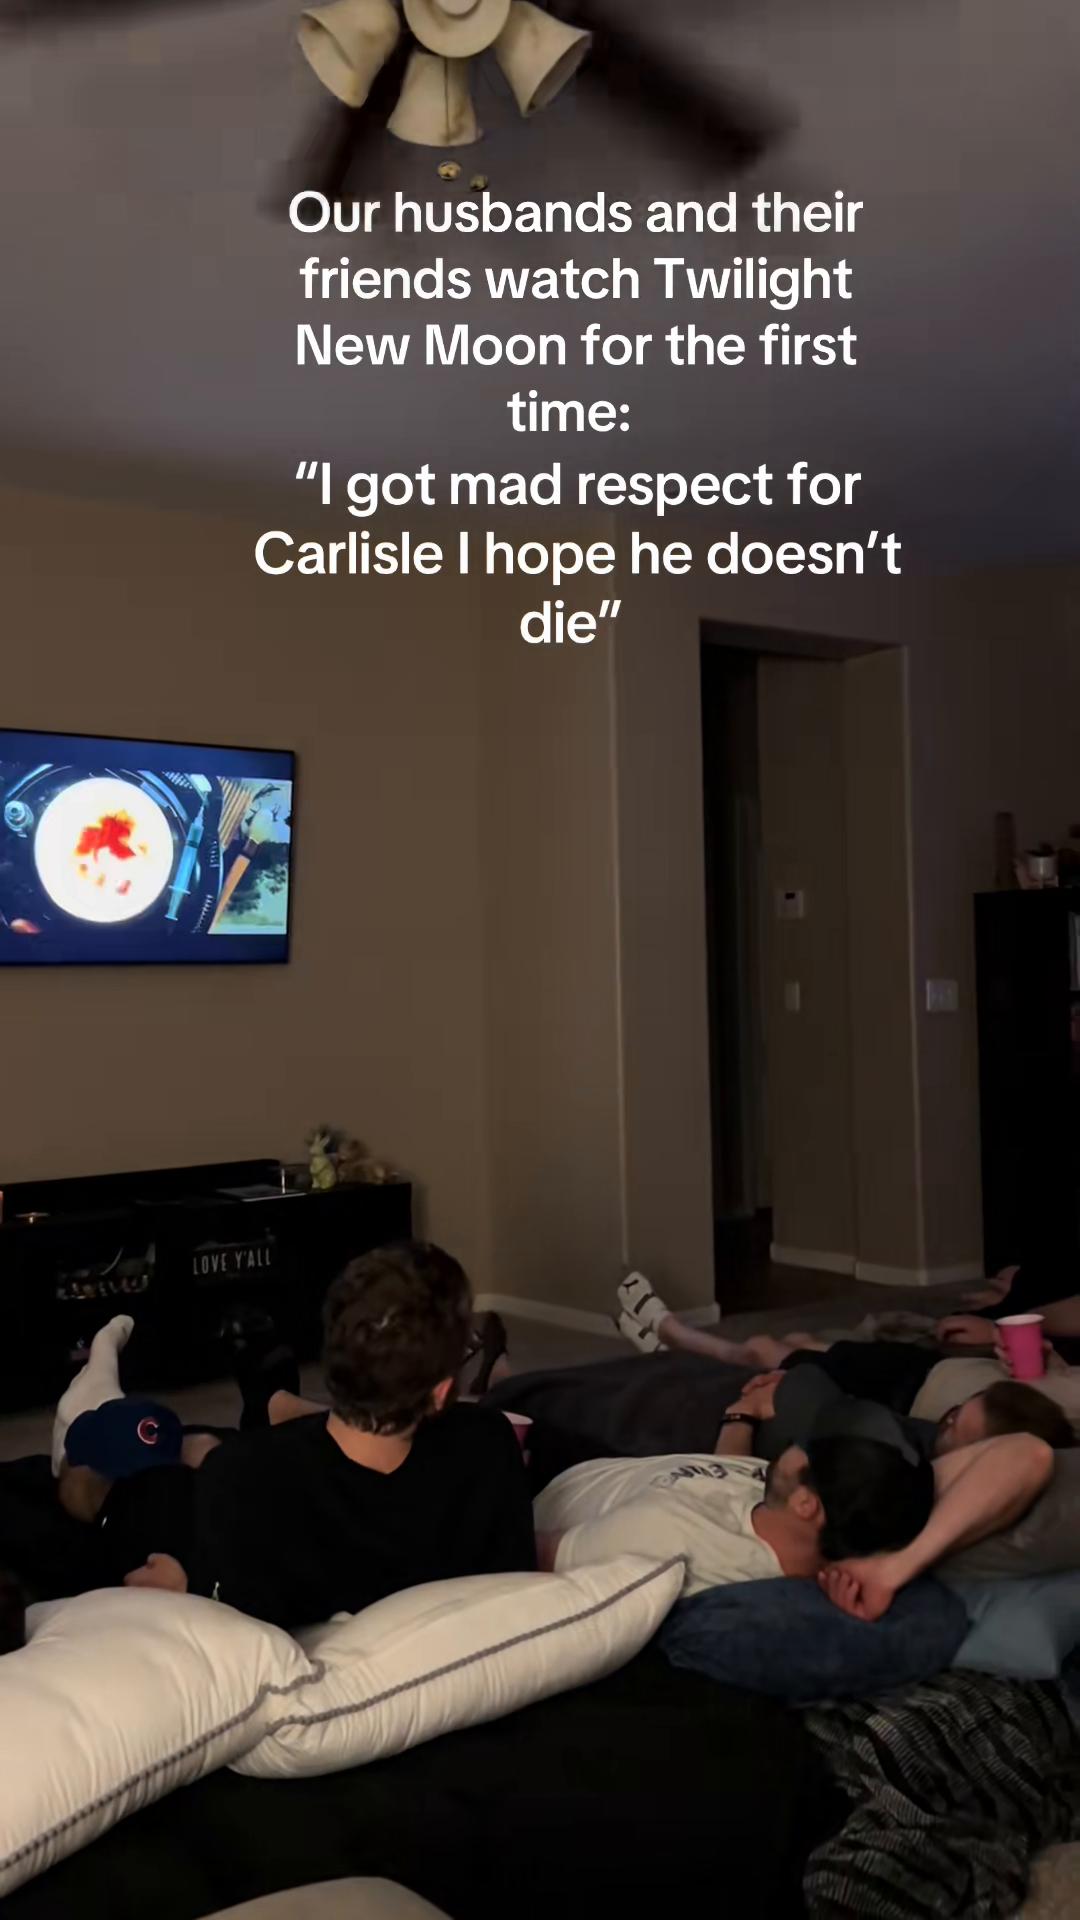 Our husbands and their
friends watch Twilight
New Moon for the first
time:
“I got mad respect for
Carlisle I hope he doesn’t
die”
LOVE Y'ALL
C